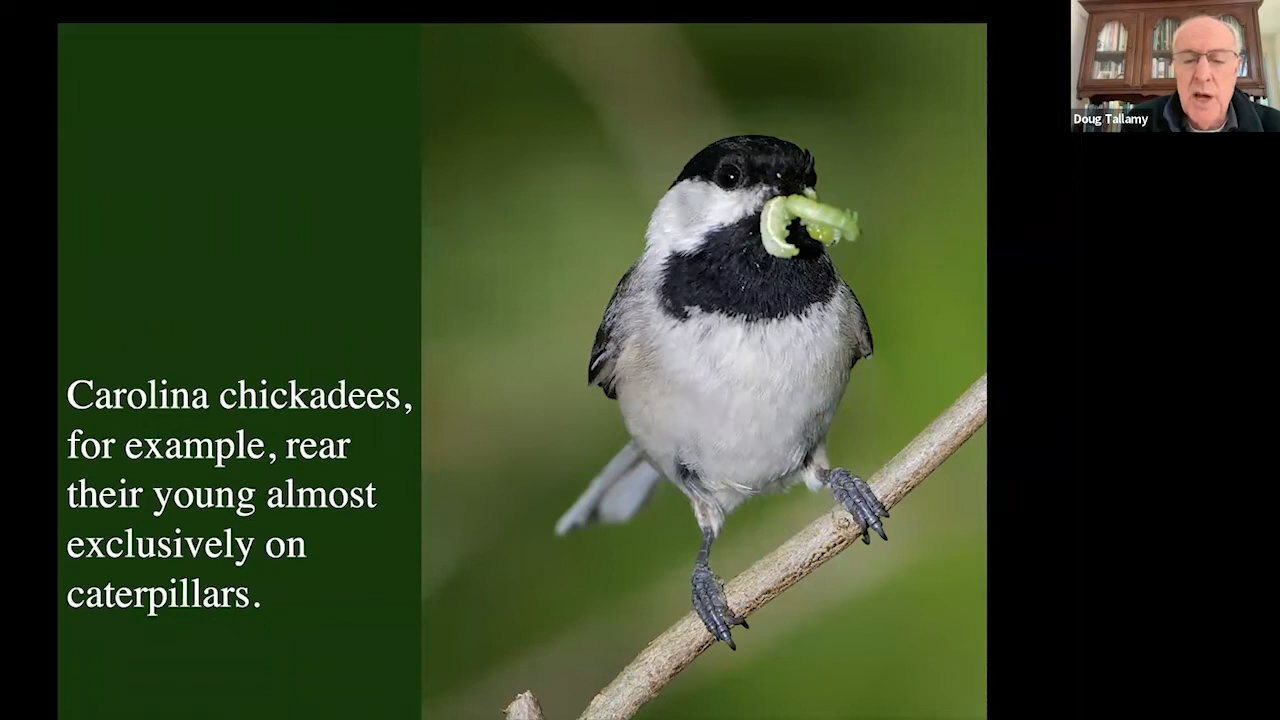 Carolina chickadees,
for example, rear
their young almost
exclusively on
caterpillars.
Doug Tallamy